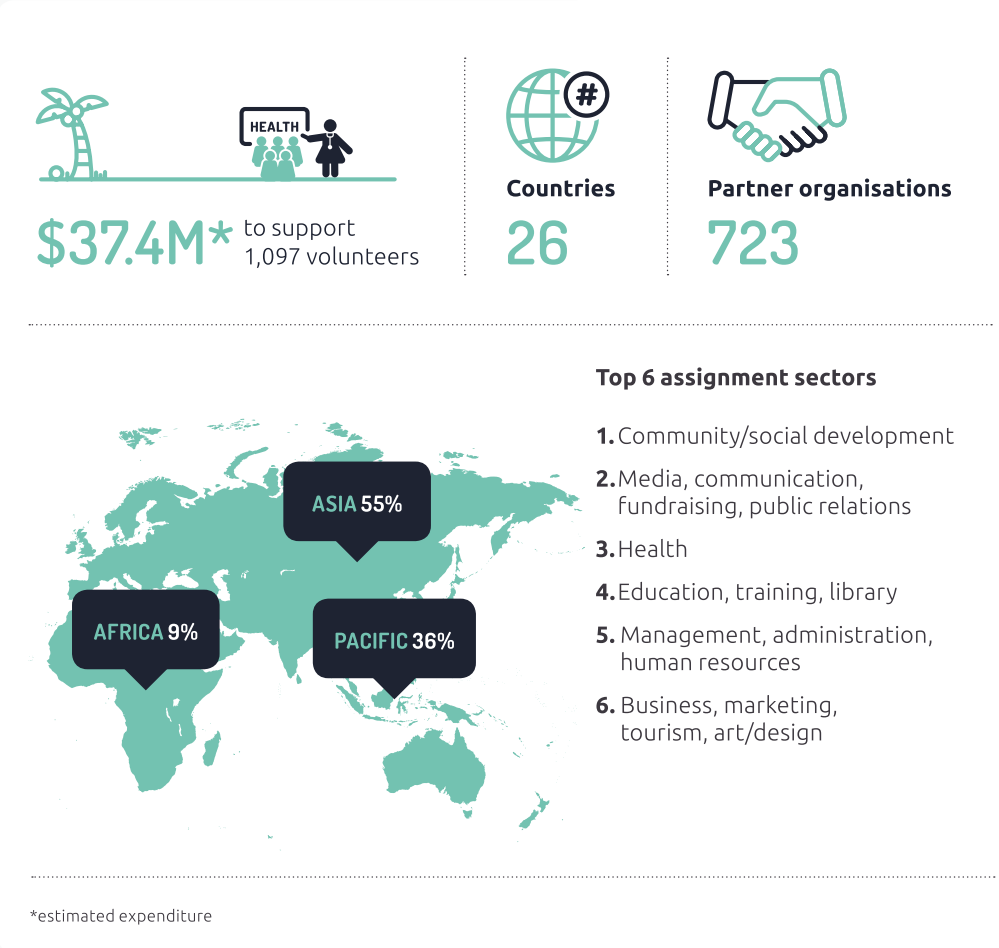 HEALTH
$37.4M* to support
1,097 volunteers
#
Countries
26
Partner organisations
723
Top 6 assignment sectors
1. Community/social development
2. Media, communication,
fundraising, public relations
3. Health
4. Education, training, library
5. Management, administration,
human resources
6. Business, marketing,
tourism, art/design
ASIA 55%
AFRICA 9%
PACIFIC 36%
*estimated expenditure